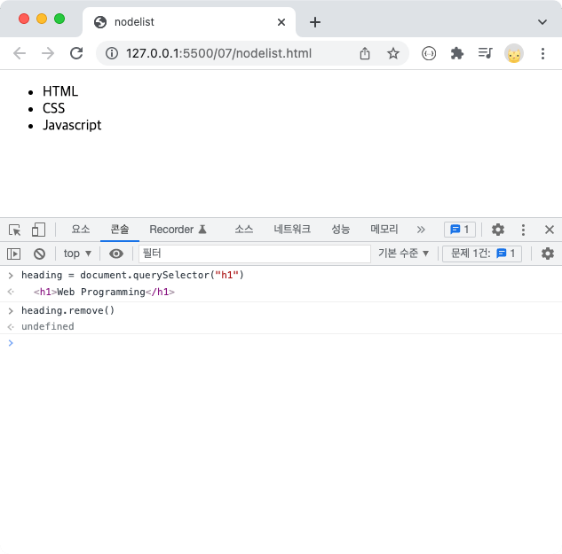 nodelist
127.0.0.1:5500/07/nodelist.html
HTML
CSS
Javascript
요소 콘솔 Recorder 소스 네트워크 성능 메모리 » 1
top ▼ 필터 기본 수준 ▼ 문제 1건: 1
heading = document.querySelector("h1")
<h1>Web Programming</h1>
heading.remove()
undefined